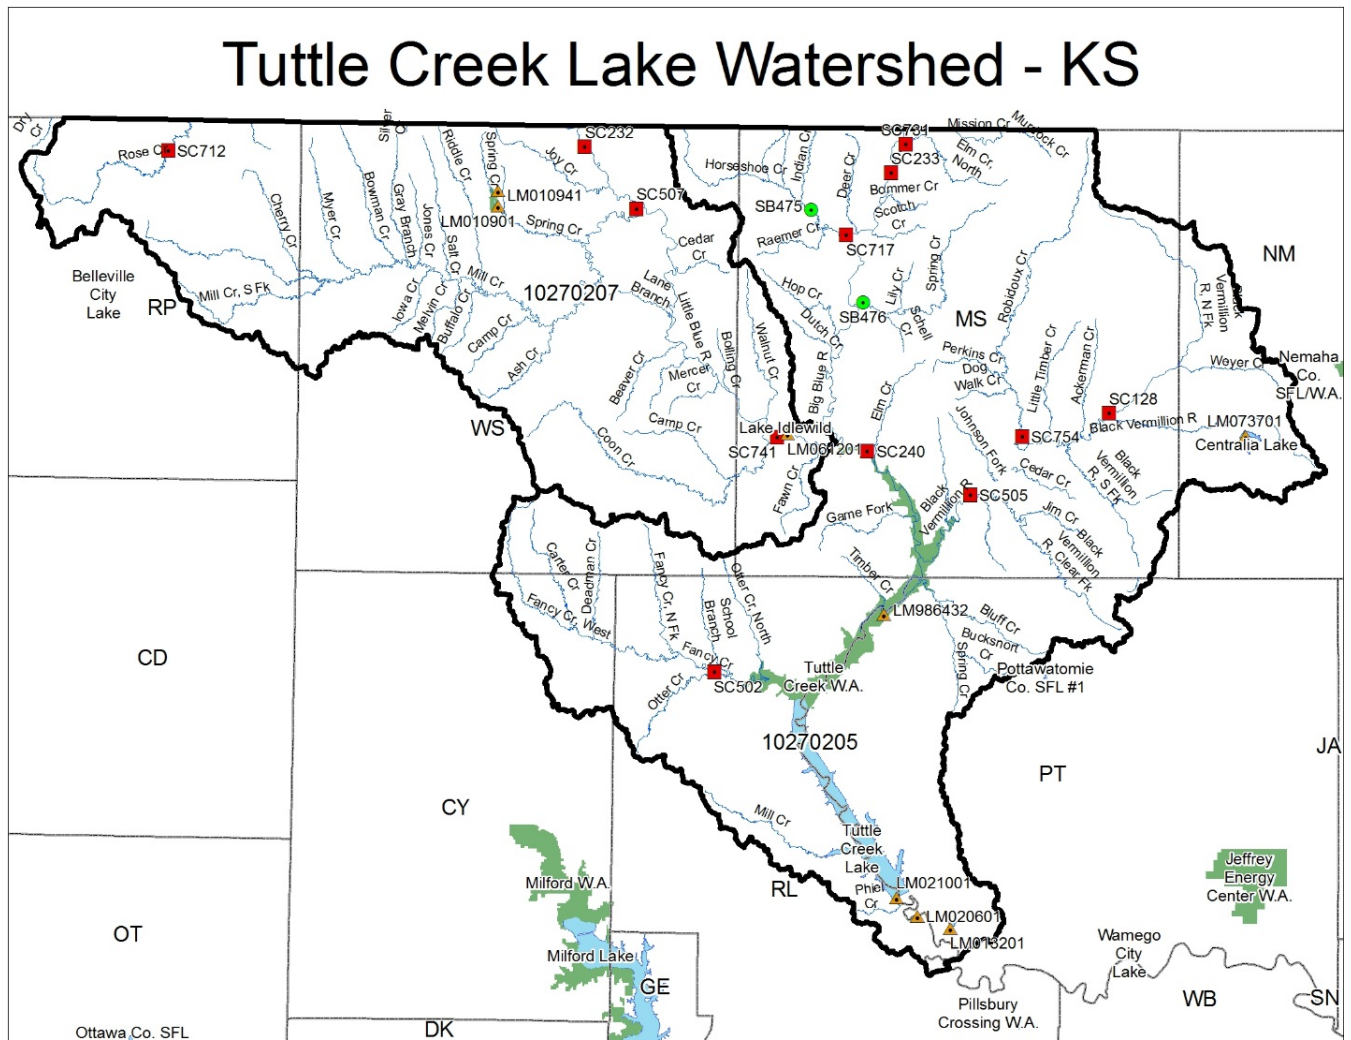 Tuttle Creek Lake Watershed - KS
Dry
Cr
Rose Cr
SC712
Silver
Cr
Riddle Cr
Spring Cr
Joy Cr
SC232
LM010941
LM010901
SC507
Spring Cr
Cherry Cr
Myer Cr
Bowman Cr
Gray Branch
Jones Cr
Salt Cr
Mill Cr
Iowa Cr
Melvin Cr
Buffalo Cr
Camp Cr
Ash Cr
Mill Cr, S Fk
Belleville
City
Lake
RP
10270207
Cedar
Cr
Lane
Branch
Little Blue R
Bolling Cr
Walnut Cr
Beaver Cr
Mercer
Cr
Camp Cr
Coon Cr
WS
Horseshoe Cr
Indian Cr
Deer Cr
SC731
SC233
Mission Cr
Murdock Cr
Elm Cr,
North
Bommer Cr
Scotch
Cr
SB475
Raemer Cr
SC717
Hop Cr
Dutch Cr
SB476
Lily Cr
Spring Cr
Schell
Cr
MS
Robidoux Cr
Black
Vermillion
R, N Fk
NM
Weyer Cr
Nemaha
Co.
SFL/W.A.
Perkins Cr
Dog
Walk Cr
Little Timber Cr
Ackerman Cr
Big Blue R
Elm Cr
Johnson Fork
SC128
Black Vermillion R
LM073701
Centralia Lake
SC754
Lake Idlewild
SC741
LM061201
SC240
Fawn Cr
Cedar Cr
Black
Vermillion
R, S Fk
SC505
Black
Vermillion R
Game Fork
Jim Cr
Black
Vermillion
R, Clear Fk
Timber Cr
LM986432
Bluff Cr
Bucksnort
Cr
Spring Cr
Pottawatomie
Co. SFL #1
Carter Cr
Deadman Cr
Fancy Cr, West
Fancy Cr, N Fk
School
Branch
Otter Cr, North
Fancy Cr
SC502
Otter Cr
Tuttle
Creek W.A.
10270205
CD
CY
PT
JA
Mill Cr
Tuttle
Creek
Lake
RL
Phiel
Cr
LM021001
LM020601
LM013201
Jeffrey
Energy
Center W.A.
Milford W.A.
Milford Lake
GE
OT
DK
Ottawa Co. SFL
Wamego
City
Lake
Pillsbury
Crossing W.A.
WB
SN